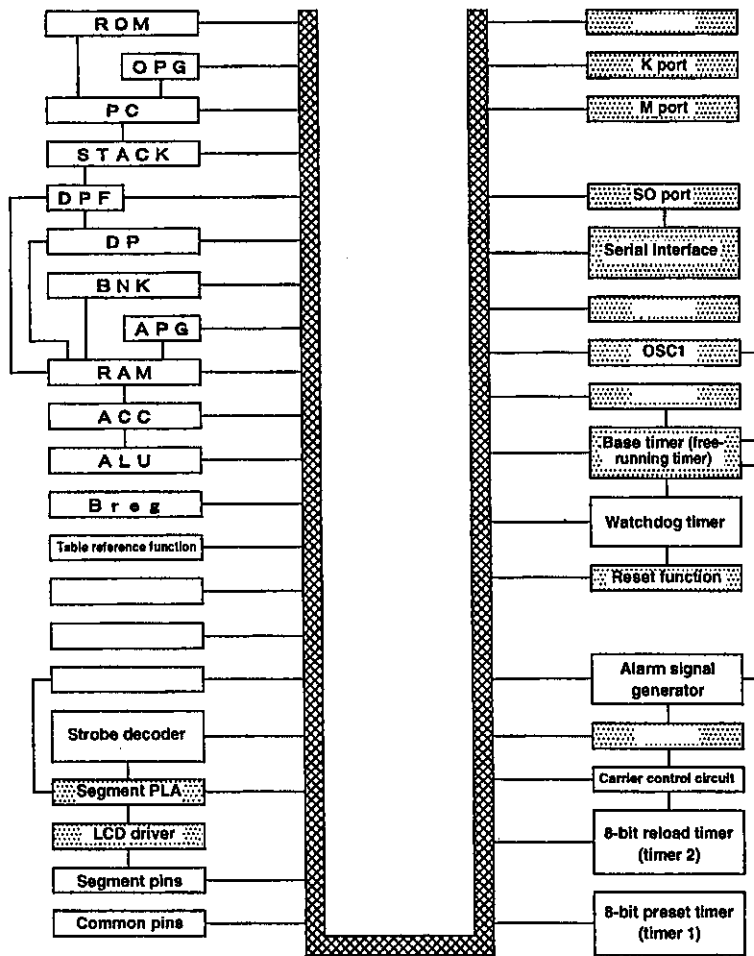 ROM
OPG
PC
STACK
DPF
DP
BNK
APG
RAM
ACC
ALU
Breg
Table reference function
Strobe decoder
Segment PLA
LCD driver
Segment pins
Common pins
K port
M port
SO port
Serial Interface
OSC1
Base timer (free-
running timer)
Watchdog timer
Reset function
Alarm signal
generator
Carrier control circuit
8-bit reload timer
(timer 2)
8-bit preset timer
(timer 1)